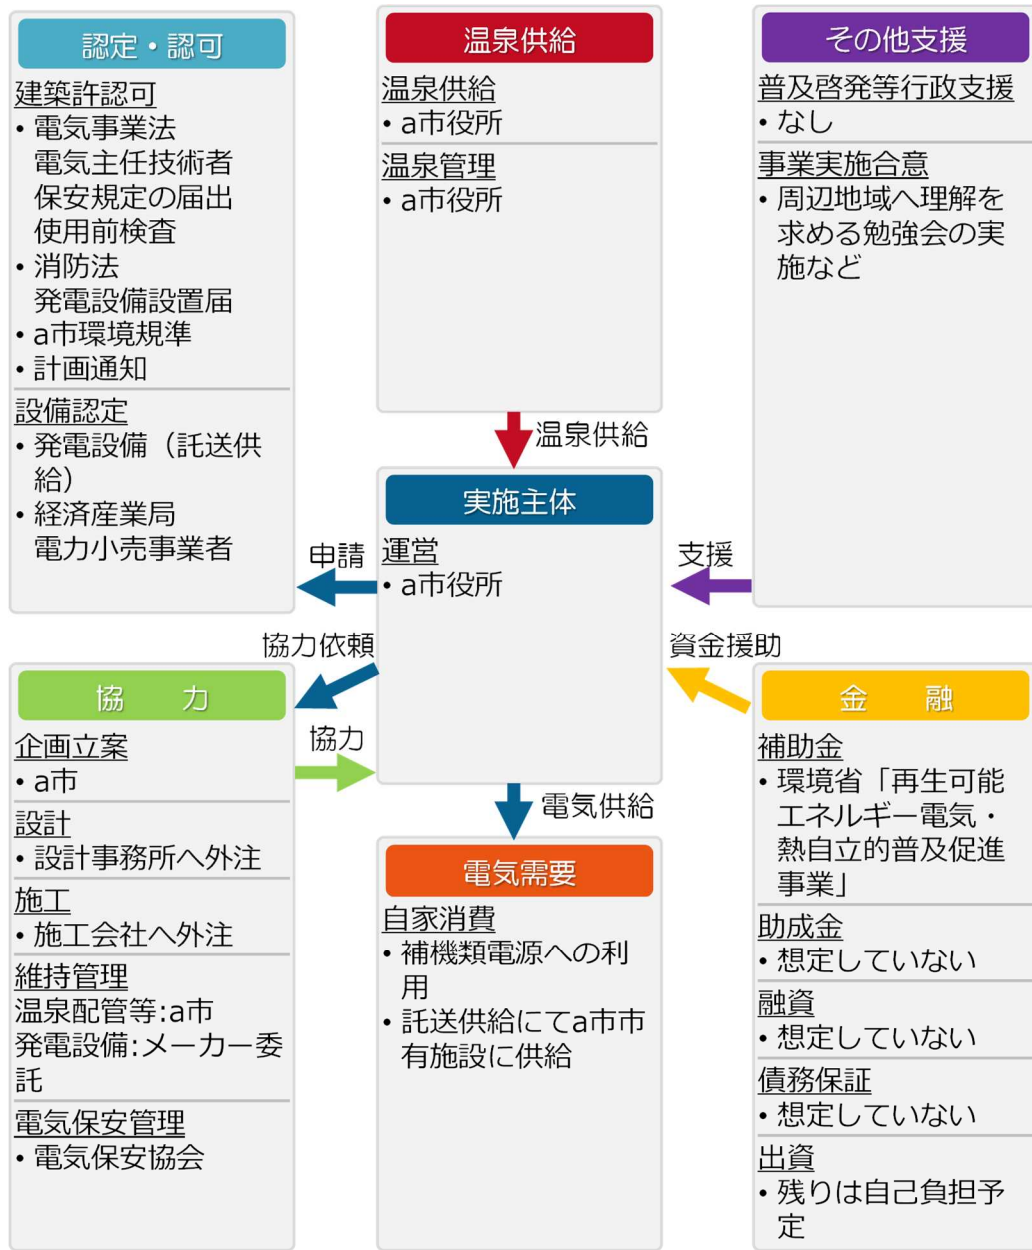 認定・認可
建築許認可
• 電気事業法
電気主任技術者
保安規定の届出
使用前検査
• 消防法
発電設備設置届
• a市環境規準
• 計画通知
設備認定
• 発電設備（託送供
給）
• 経済産業局
電力小売事業者
温泉供給
温泉供給
• a市役所
温泉管理
• a市役所
その他支援
普及啓発等行政支援
• なし
事業実施合意
• 周辺地域へ理解を
求める勉強会の実
施など
温泉供給
実施主体
運営
• a市役所
申請
支援
協力依頼
資金援助
協力
電気供給
協　力
企画立案
• a市
設計
• 設計事務所へ外注
施工
• 施工会社へ外注
維持管理
温泉配管等:a市
発電設備:メーカー委
託
電気保安管理
• 電気保安協会
電気需要
自家消費
• 補機類電源への利
用
• 託送供給にてa市市
有施設に供給
金　融
補助金
• 環境省「再生可能
エネルギー電気・
熱自立的普及促進
事業」
助成金
• 想定していない
融資
• 想定していない
債務保証
• 想定していない
出資
• 残りは自己負担予
定